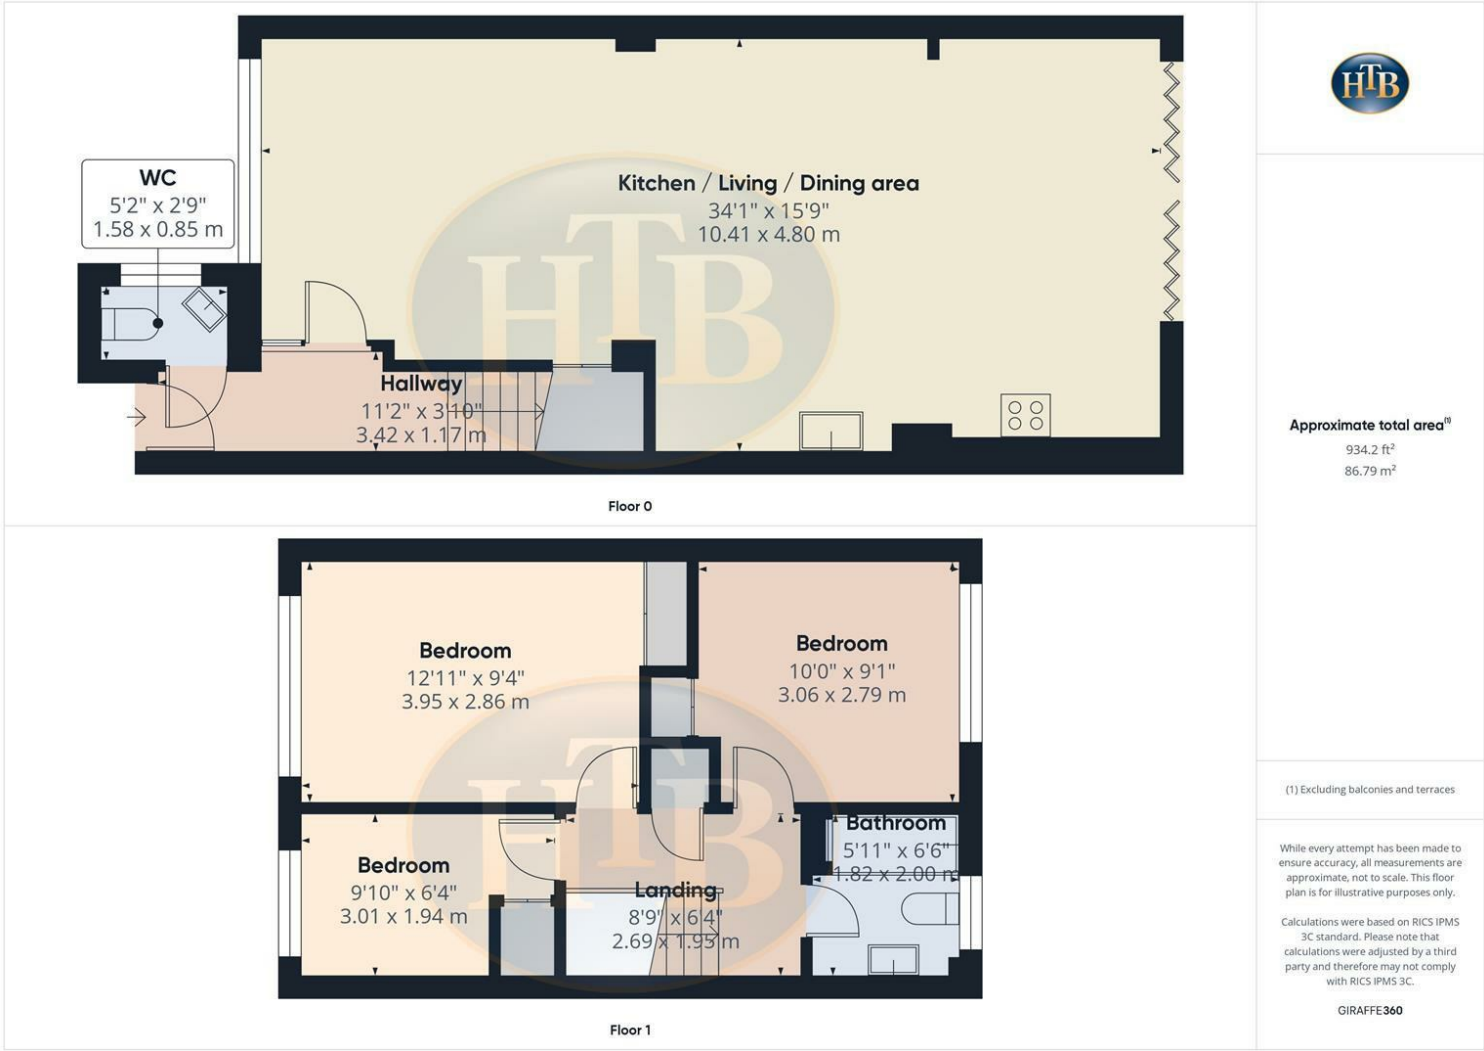 WC
5'2" x 2'9"
1.58 x 0.85 m
Kitchen / Living / Dining area
34'1" x 15'9"
10.41 x 4.80 m
HTB
Hallway
11'2" x 3'10"
3.42 x 1.17 m
Floor 0
Bedroom
12'11" x 9'4"
3.95 x 2.86 m
Bedroom
10'0" x 9'1"
3.06 x 2.79 m
HTB
Bedroom
9'10" x 6'4"
3.01 x 1.94 m
Landing
8'9" x 6'4"
2.69 x 1.95 m
Bathroom
5'11" x 6'6"
1.82 x 2.00 m
Floor 1
HTB
Approximate total area(1)
934.2 ft²
86.79 m²
(1) Excluding balconies and terraces
While every attempt has been made to
ensure accuracy, all measurements are
approximate, not to scale. This floor
plan is for illustrative purposes only.
Calculations were based on RICS IPMS
3C standard. Please note that
calculations were adjusted by a third
party and therefore may not comply
with RICS IPMS 3C.
GIRAFFE360